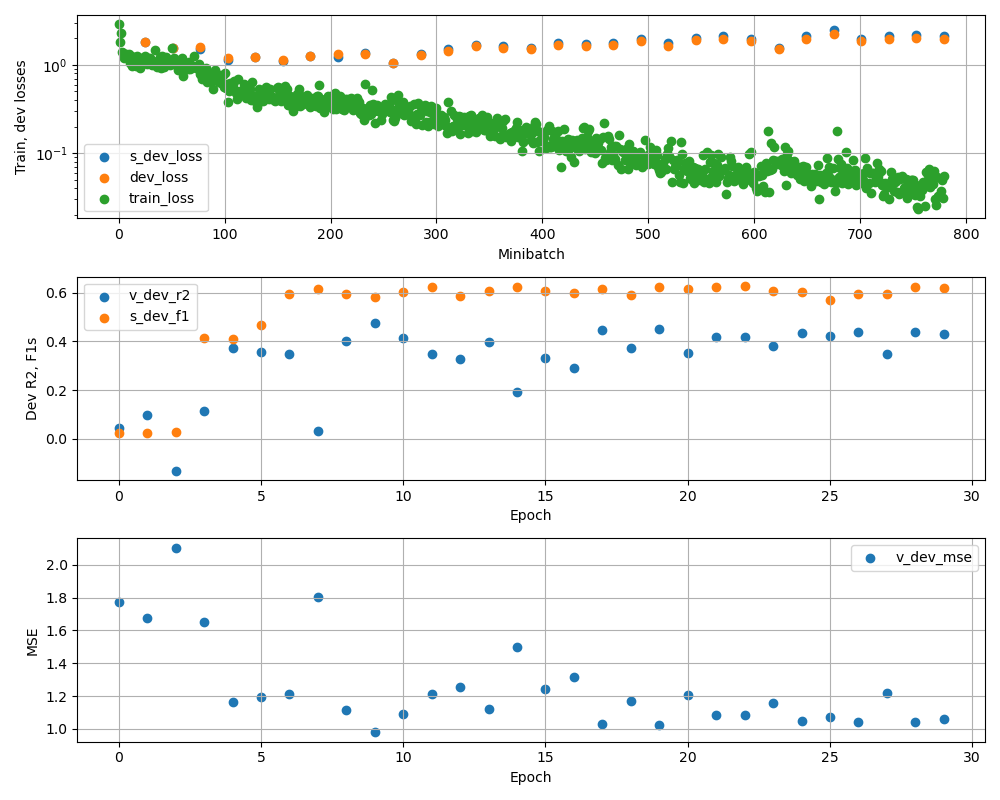 Train, dev losses
10⁰
10⁻¹
s_dev_loss
dev_loss
train_loss
0 100 200 300 400 500 600 700 800
Minibatch
Dev R2, F1s
0.6
0.4
0.2
0.0
v_dev_r2
s_dev_f1
0 5 10 15 20 25 30
Epoch
MSE
2.0
1.8
1.6
1.4
1.2
1.0
v_dev_mse
0 5 10 15 20 25 30
Epoch